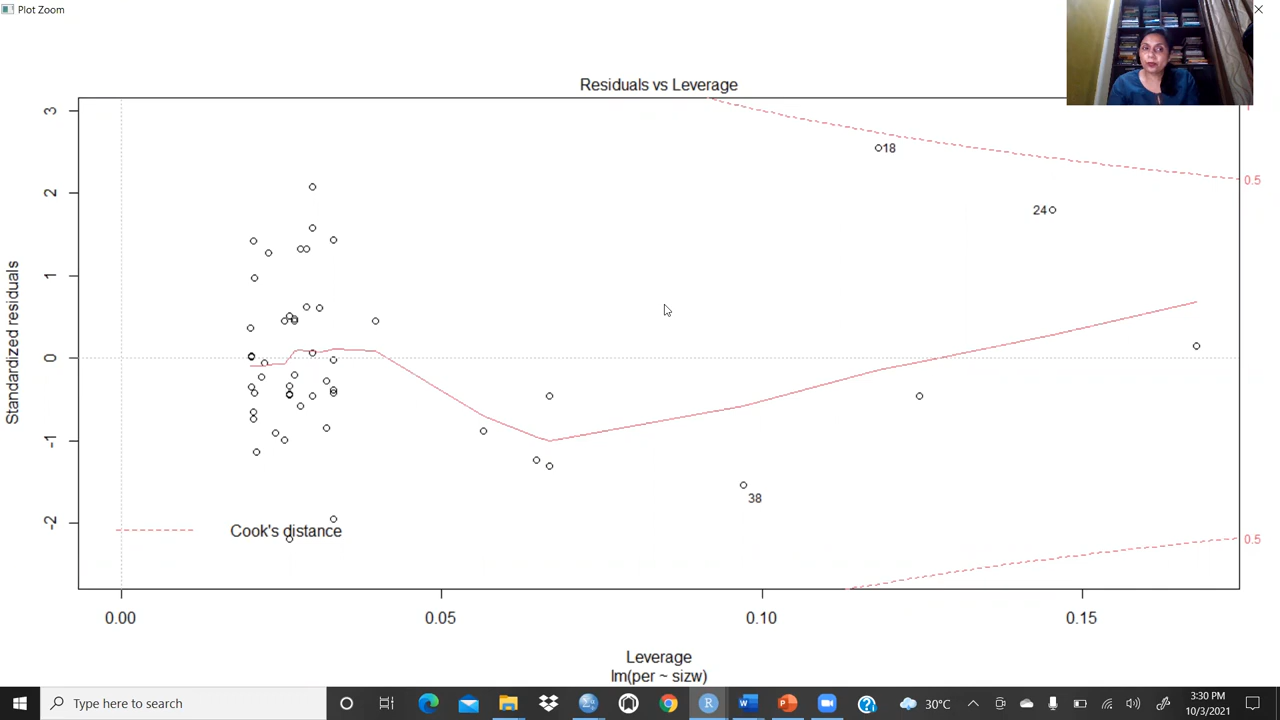 Plot Zoom
Residuals vs Leverage
Standardized residuals
3
2
1
0
-1
-2
18
24
38
0.5
0.5
Cook's distance
0.00
0.05
0.10
0.15
Leverage
lm(per ~ sizw)
Type here to search
30°C
3:30 PM
10/3/2021